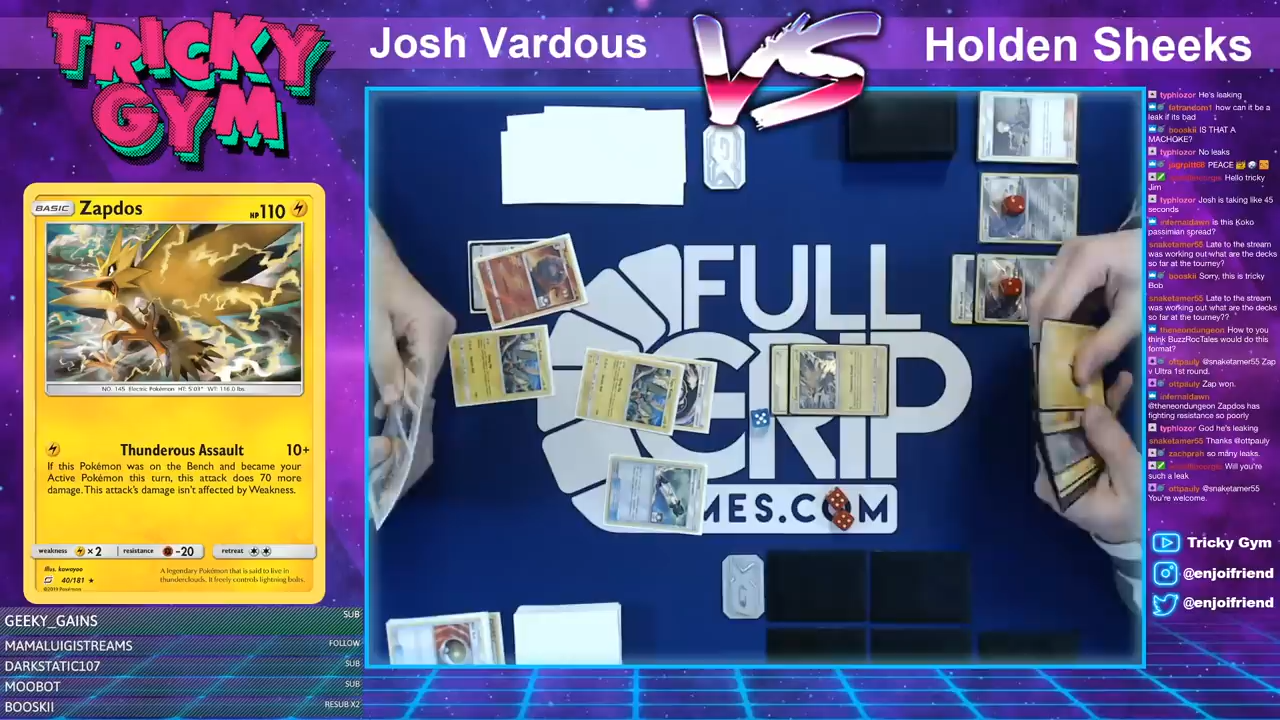 TRICKY
GYM
Josh Vardous
VS
Holden Sheeks
BASIC Zapdos HP 110
NO. 145 Electric Pokémon HT: 5'03" WT: 116.0 lbs
Thunderous Assault 10+
If this Pokémon was on the Bench and became your
Active Pokémon this turn, this attack does 70 more
damage. This attack's damage isn't affected by Weakness.
weakness ×2 resistance -20 retreat
Illus. kawayoo
40/181
A legendary Pokémon that is said to live in
thunderclouds. It freely controls lightning bolts.
GEEKY_GAINS SUB
MAMALUIGISTREAMS FOLLOW
DARKSTATIC107 SUB
MOOBOT SUB
BOOSKII RESUB X2
FULL
GRIP
MES.COM
typhlozor He's leaking
fatrandom1 how can it be a
leak if its bad
booskii IS THAT A
MACHOKE?
typhlozor No leaks
jsgrpitt68 PEACE
Hello tricky
Jim
typhlozor Josh is taking like 45
seconds
infernaldawn is this Koko
passimian spread?
snaketamer55 Late to the stream
was working out what are the decks
so far at the tourney?
booskii Sorry, this is tricky
Bob
snaketamer55 Late to the stream
was working out what are the decks
so far at the tourney??
theneondungeon How to you
think BuzzRocTales would do this
format?
ottpauly @snaketamer55 Zap
v Ultra 1st round.
ottpauly Zap won.
infernaldawn
@theneondungeon Zapdos has
fighting resistance so poorly
typhlozor God he's leaking
snaketamer55 Thanks @ottpauly
zachprah so many leaks.
Will you're
such a leak
ottpauly @snaketamer55
You're welcome.
Tricky Gym
@enjoifriend
@enjoifriend